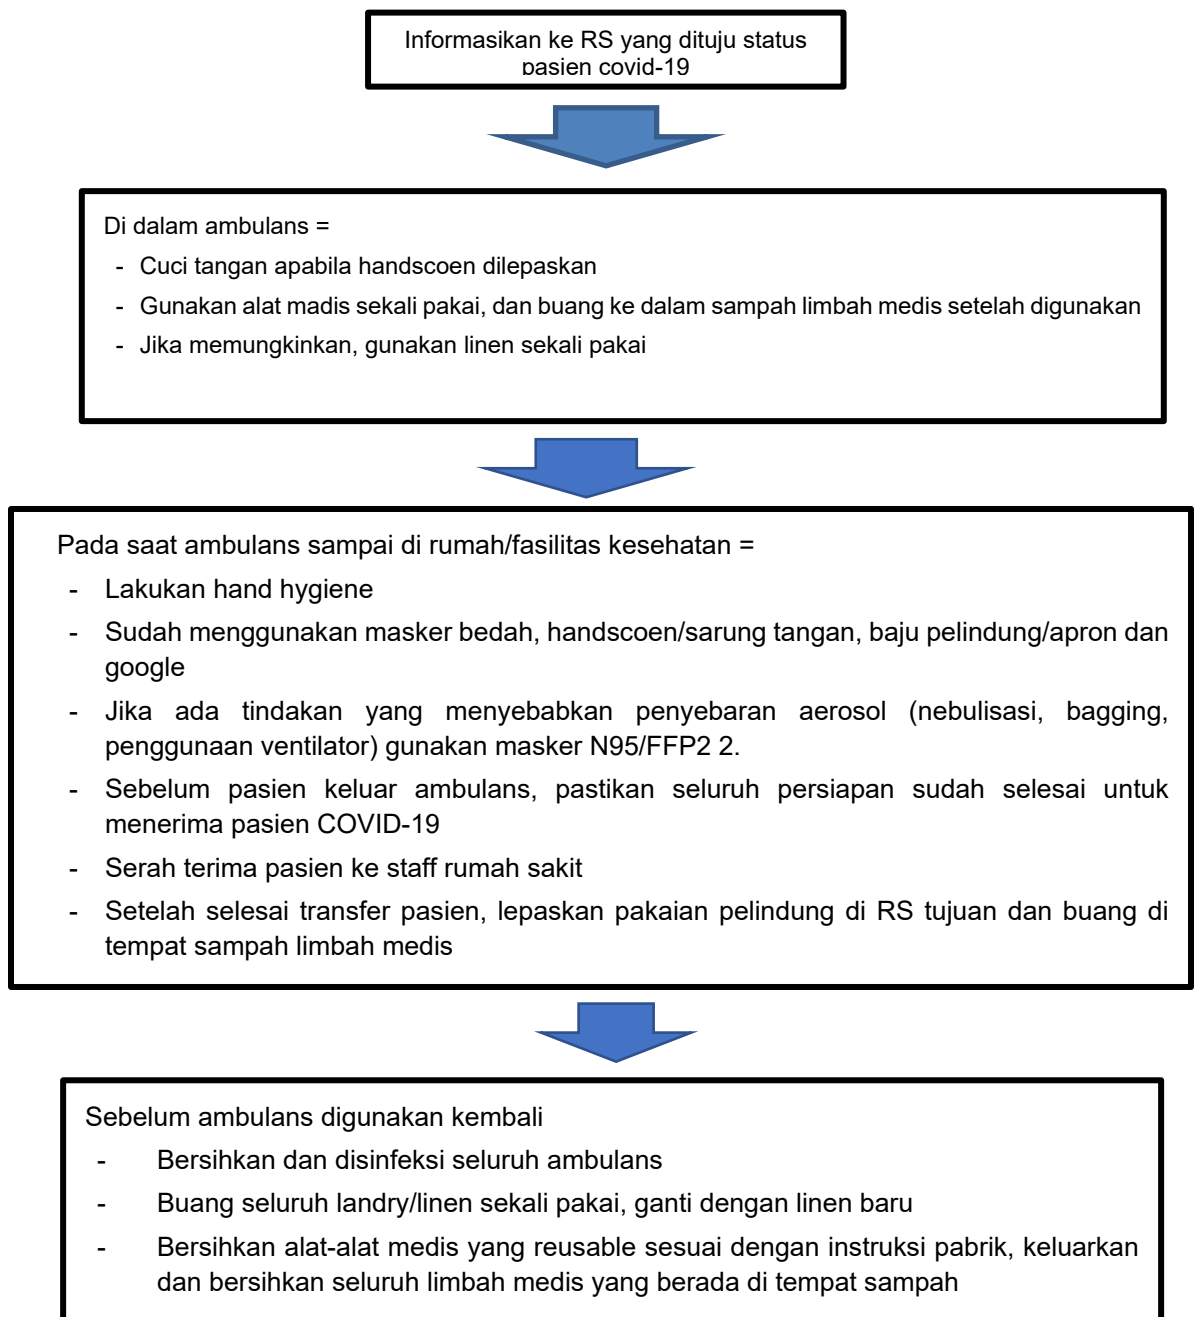 Informasikan ke RS yang dituju status
pasien covid-19
Di dalam ambulans =
- Cuci tangan apabila handscoen dilepaskan
- Gunakan alat madis sekali pakai, dan buang ke dalam sampah limbah medis setelah digunakan
- Jika memungkinkan, gunakan linen sekali pakai
Pada saat ambulans sampai di rumah/fasilitas kesehatan =
- Lakukan hand hygiene
- Sudah menggunakan masker bedah, handscoen/sarung tangan, baju pelindung/apron dan
google
- Jika ada tindakan yang menyebabkan penyebaran aerosol (nebulisasi, bagging,
penggunaan ventilator) gunakan masker N95/FFP2 2.
- Sebelum pasien keluar ambulans, pastikan seluruh persiapan sudah selesai untuk
menerima pasien COVID-19
- Serah terima pasien ke staff rumah sakit
- Setelah selesai transfer pasien, lepaskan pakaian pelindung di RS tujuan dan buang di
tempat sampah limbah medis
Sebelum ambulans digunakan kembali
- Bersihkan dan disinfeksi seluruh ambulans
- Buang seluruh landry/linen sekali pakai, ganti dengan linen baru
- Bersihkan alat-alat medis yang reusable sesuai dengan instruksi pabrik, keluarkan
dan bersihkan seluruh limbah medis yang berada di tempat sampah